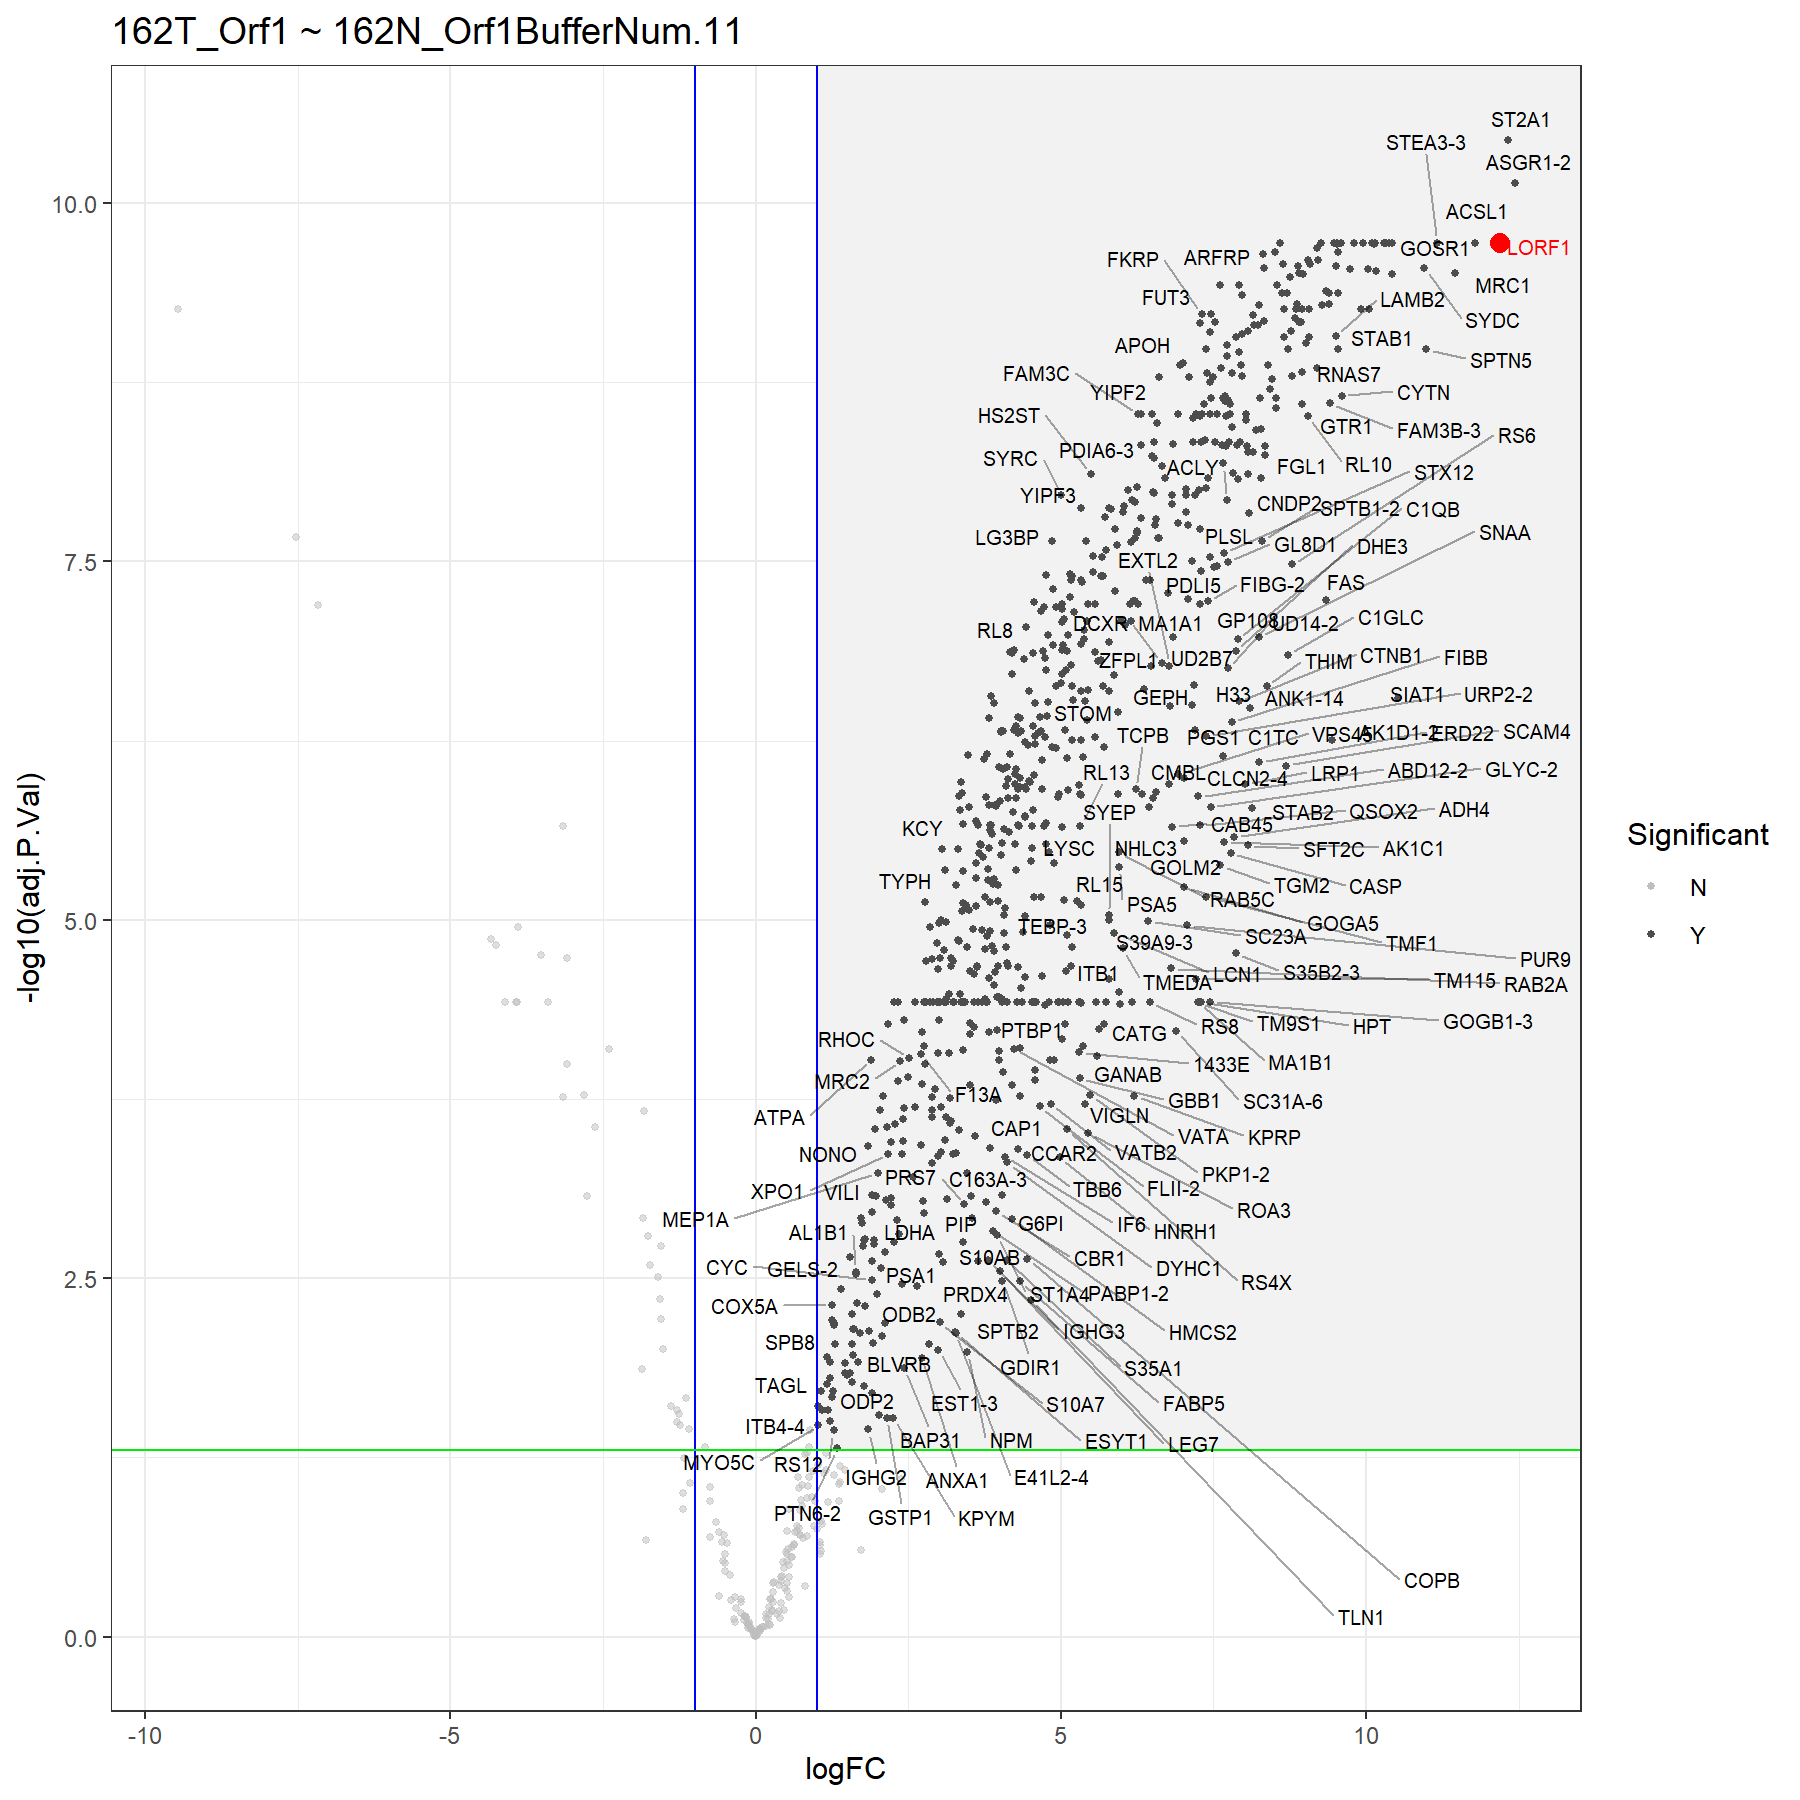 162T_Orf1 ~ 162N_Orf1BufferNum.11
ST2A1
STEA3-3
ASGR1-2
ACSL1
GOSR1
LORF1
FKRP
ARFRP
MRC1
FUT3
LAMB2
SYDC
APOH
STAB1
SPTN5
FAM3C
RNAS7
YIPF2
CYTN
HS2ST
GTR1
FAM3B-3
RS6
PDIA6-3
SYRC
ACLY
FGL1
RL10
STX12
YIPF3
CNDP2
SPTB1-2
C1QB
LG3BP
PLSL
GL8D1
DHE3
SNAA
EXTL2
PDLI5
FIBG-2
FAS
RL8
DCXR
MA1A1
GP108
UD14-2
C1GLC
ZFPL1
UD2B7
THIM
CTNB1
FIBB
GEPH
H33
ANK1-14
SIAT1
URP2-2
STOM
TCPB
PGS1
C1TC
VPS45
AK1D1-2
ERD22
SCAM4
RL13
CMBL
CLCN2-4
LRP1
ABD12-2
GLYC-2
SYEP
STAB2
QSOX2
ADH4
KCY
CAB45
LYSC
NHLC3
SFT2C
AK1C1
TYPH
GOLM2
RL15
TGM2
CASP
PSA5
RAB5C
TEBP-3
GOGA5
S39A9-3
SC23A
TMF1
PUR9
ITB1
TMEDA
LCN1
S35B2-3
TM115
RAB2A
RHOC
PTBP1
CATG
RS8
TM9S1
HPT
GOGB1-3
MRC2
1433E
MA1B1
F13A
GANAB
ATPA
GBB1
SC31A-6
CAP1
VIGLN
VATA
KPRP
NONO
CCAR2
VATB2
XPO1
VILI
PRS7
C163A-3
TBB6
FLII-2
PKP1-2
MEP1A
PIP
G6PI
IF6
HNRH1
ROA3
AL1B1
LDHA
CYC
GELS-2
PSA1
S10AB
CBR1
DYHC1
RS4X
COX5A
PRDX4
ST1A4
PABP1-2
ODB2
SPB8
SPTB2
IGHG3
HMCS2
BLVRB
GDIR1
S35A1
TAGL
ODP2
EST1-3
S10A7
FABP5
ITB4-4
BAP31
NPM
ESYT1
LEG7
MYO5C
RS12
IGHG2
ANXA1
E41L2-4
PTN6-2
GSTP1
KPYM
COPB
TLN1
10.0
7.5
5.0
2.5
0.0
-log10(adj.P.Val)
-10
-5
0
5
10
logFC
Significant
N
Y